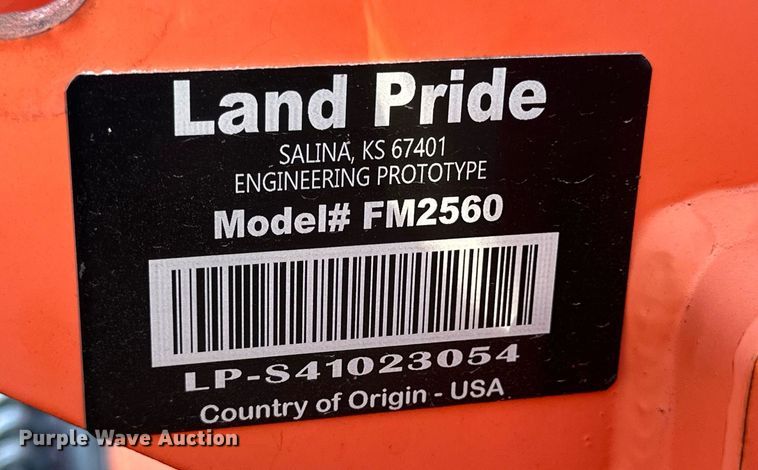 Land Pride
SALINA, KS 67401
ENGINEERING PROTOTYPE
Model# FM2560
LP-S41023054
Country of Origin - USA
Purple Wave Auction